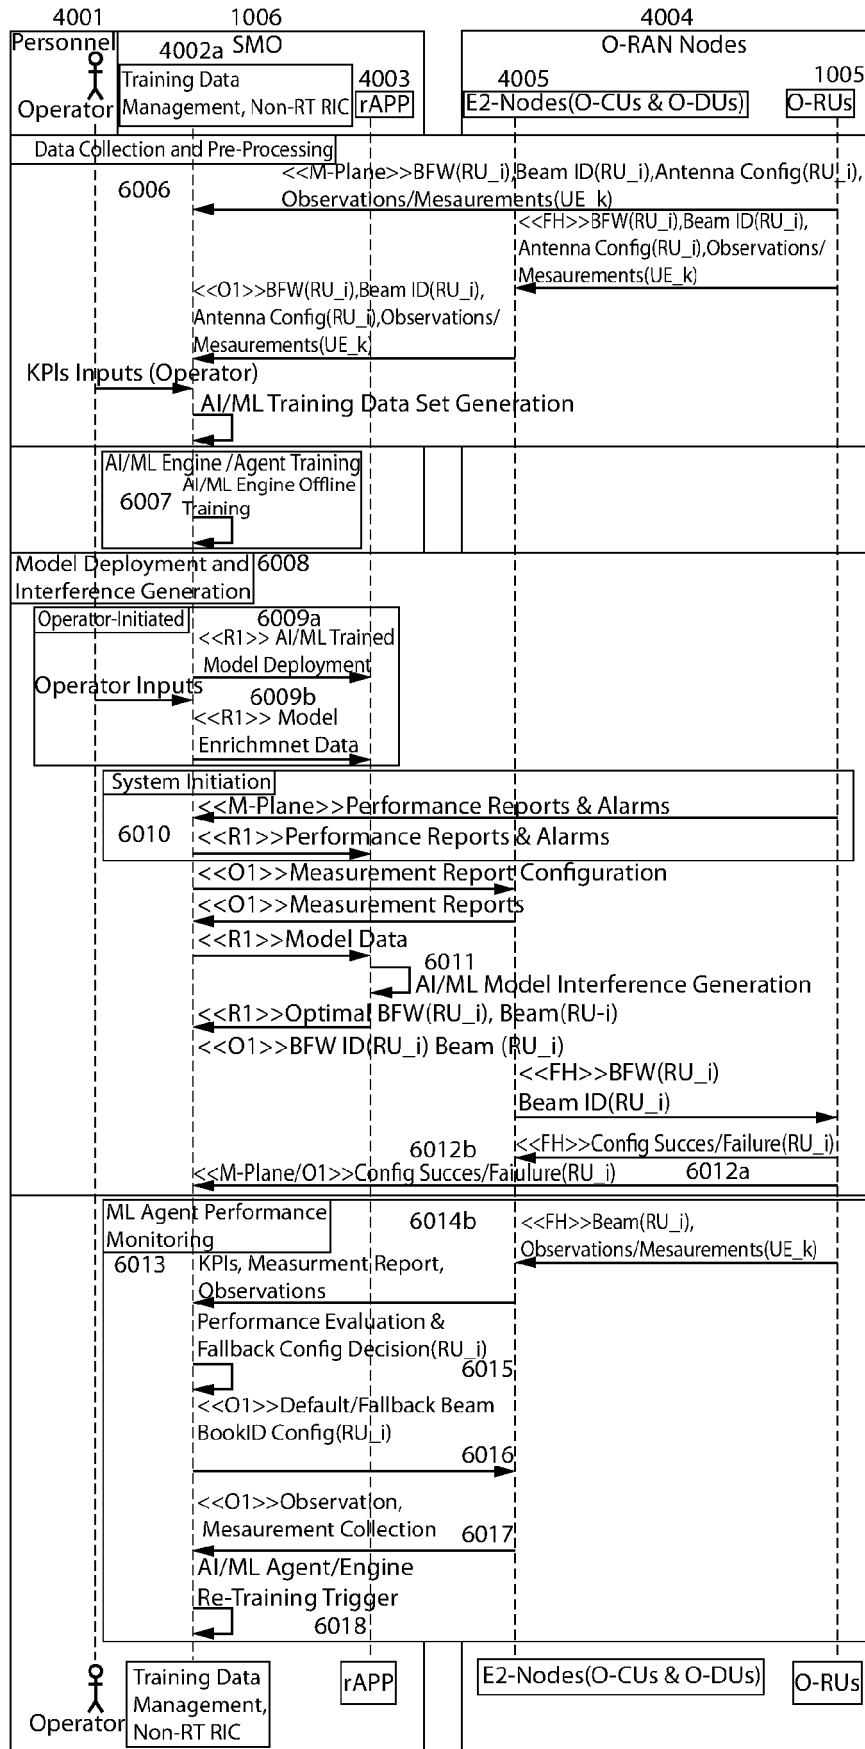 4001 1006 4004
Personnel SMO O-RAN Nodes
4002a
Training Data
Management, Non-RT RIC
4003
rAPP
4005
E2-Nodes(O-CUs & O-DUs)
1005
O-RUs
Operator
Data Collection and Pre-Processing
6006
<<M-Plane>>BFW(RU_i),Beam ID(RU_i),Antenna Config(RU_i),
Observations/Mesaurements(UE_k)
<<FH>>BFW(RU_i),Beam ID(RU_i),
Antenna Config(RU_i),Observations/
Mesaurements(UE_k)
<<O1>>BFW(RU_i),Beam ID(RU_i),
Antenna Config(RU_i),Observations/
Mesaurements(UE_k)
KPIs Inputs (Operator)
AI/ML Training Data Set Generation
AI/ML Engine /Agent Training
6007
AI/ML Engine Offline
Training
Model Deployment and
Interference Generation
6008
Operator-Initiated
6009a
<<R1>> AI/ML Trained
Model Deployment
Operator Inputs
6009b
<<R1>> Model
Enrichmnet Data
System Initiation
<<M-Plane>>Performance Reports & Alarms
6010
<<R1>>Performance Reports & Alarms
<<O1>>Measurement Report Configuration
<<O1>>Measurement Reports
<<R1>>Model Data
6011
AI/ML Model Interference Generation
<<R1>>Optimal BFW(RU_i), Beam(RU-i)
<<O1>>BFW ID(RU_i) Beam (RU_i)
<<FH>>BFW(RU_i)
Beam ID(RU_i)
6012b
<<FH>>Config Succes/Failure(RU_i)
<<M-Plane/O1>>Config Succes/Faiulure(RU_i)
6012a
ML Agent Performance
Monitoring
6014b
<<FH>>Beam(RU_i),
Observations/Mesaurements(UE_k)
6013
KPIs, Measurment Report,
Observations
Performance Evaluation &
Fallback Config Decision(RU_i)
6015
<<O1>>Default/Fallback Beam
BookID Config(RU_i)
6016
<<O1>>Observation,
Mesaurement Collection
6017
AI/ML Agent/Engine
Re-Training Trigger
6018
Operator
Training Data
Management,
Non-RT RIC
rAPP
E2-Nodes(O-CUs & O-DUs)
O-RUs